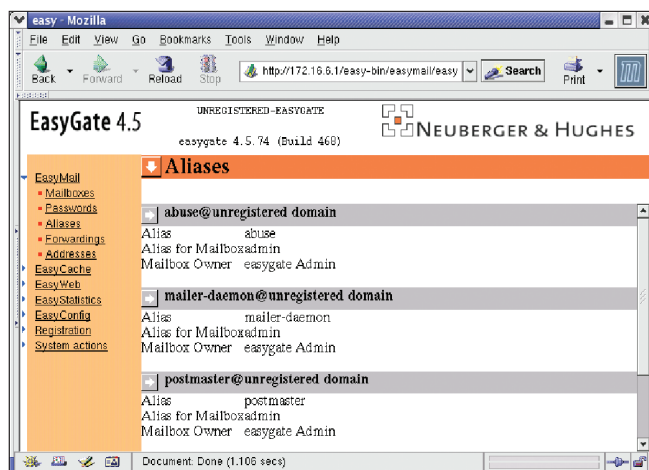 easy - Mozilla
File Edit View Go Bookmarks Tools Window Help
Back Forward Reload Stop http://172.16.6.1/easy-bin/easymail/easy Search Print
EasyGate 4.5
UNREGISTERED-EASYGATE
easygate 4.5.74 (Build 460)
NEUBERGER & HUGHES
EasyMail
Mailboxes
Passwords
Aliases
Forwardings
Addresses
EasyCache
EasyWeb
EasyStatistics
EasyConfig
Registration
System actions
Aliases
abuse@unregistered domain
Alias abuse
Alias for Mailboxadmin
Mailbox Owner easygate Admin
mailer-daemon@unregistered domain
Alias mailer-daemon
Alias for Mailboxadmin
Mailbox Owner easygate Admin
postmaster@unregistered domain
Alias postmaster
Alias for Mailboxadmin
Mailbox Owner easygate Admin
Document: Done (1.106 secs)